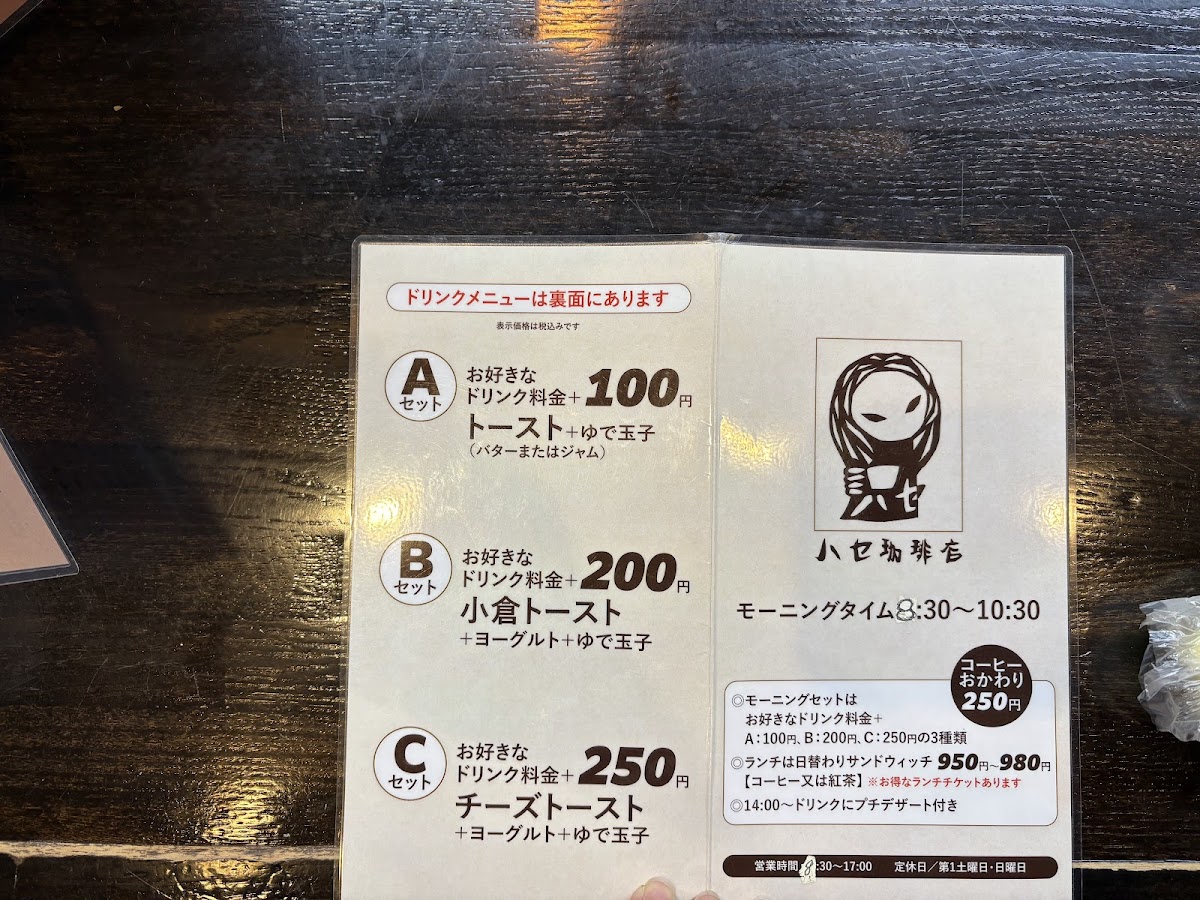 ドリンクメニューは裏面にあります
表示価格は税込みです
A
セット
お好きな
ドリンク料金+100円
トースト+ゆで玉子
(バターまたはジャム)
B
セット
お好きな
ドリンク料金+200円
小倉トースト
+ヨーグルト+ゆで玉子
C
セット
お好きな
ドリンク料金+250円
チーズトースト
+ヨーグルト+ゆで玉子
ハセ
ハセ珈琲店
モーニングタイム8:30〜10:30
コーヒー
おかわり
250円
◎モーニングセットは
お好きなドリンク料金+
A:100円、B:200円、C:250円の3種類
◎ランチは日替わりサンドウィッチ 950円〜980円
【コーヒー又は紅茶】※お得なランチチケットあります
◎14:00〜ドリンクにプチデザート付き
営業時間 8:30〜17:00 定休日/第1土曜日・日曜日